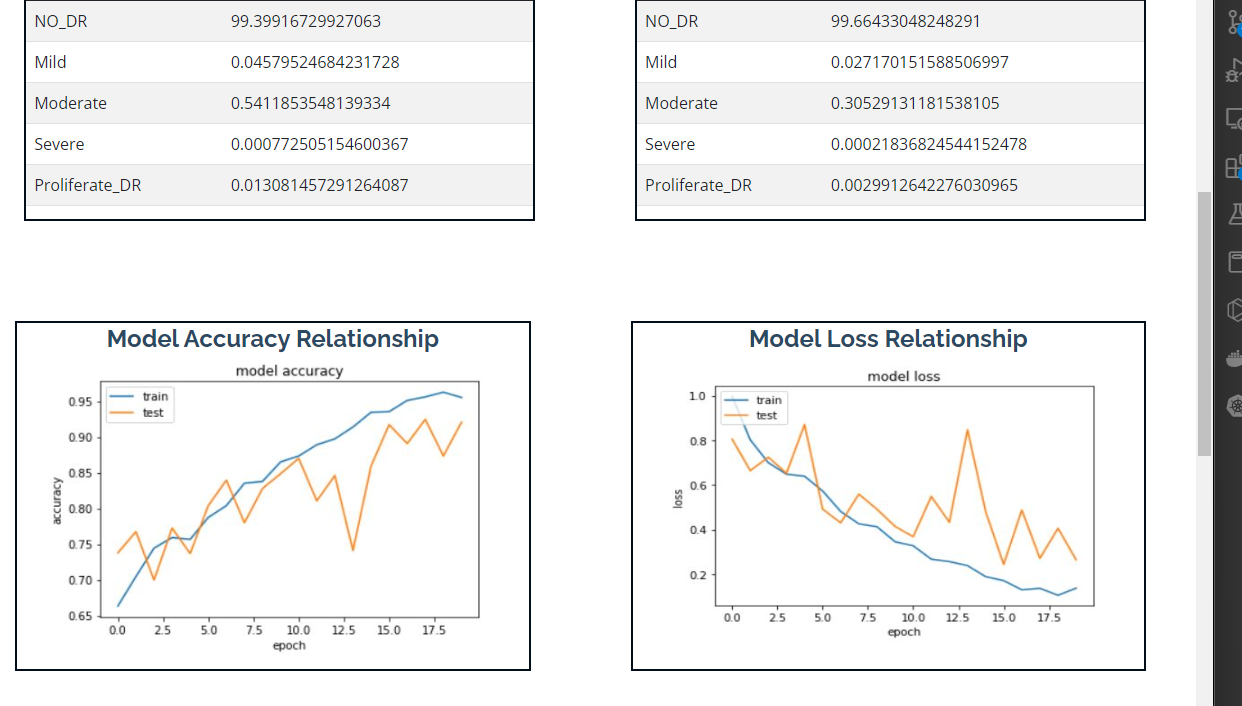 NO_DR 99.39916729927063
Mild 0.04579524684231728
Moderate 0.5411853548139334
Severe 0.000772505154600367
Proliferate_DR 0.013081457291264087
NO_DR 99.66433048248291
Mild 0.027170151588506997
Moderate 0.30529131181538105
Severe 0.00021836824544152478
Proliferate_DR 0.0029912642276030965
Model Accuracy Relationship
model accuracy
train
test
0.95
0.90
0.85
0.80
0.75
0.70
0.65
accuracy
0.0 2.5 5.0 7.5 10.0 12.5 15.0 17.5
epoch
Model Loss Relationship
model loss
train
test
1.0
0.8
0.6
0.4
0.2
loss
0.0 2.5 5.0 7.5 10.0 12.5 15.0 17.5
epoch